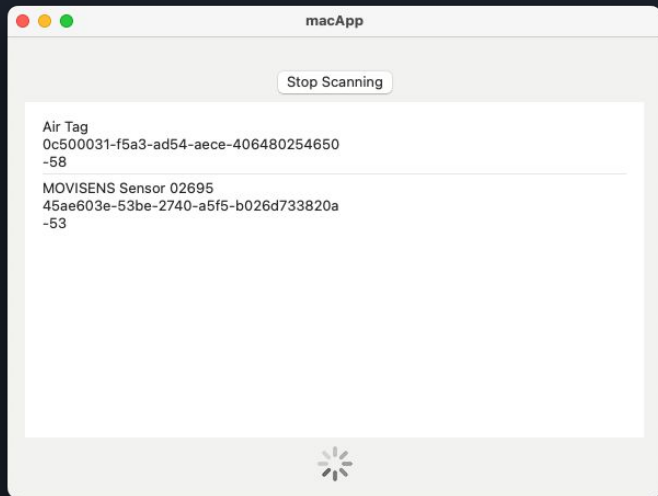 macApp
Stop Scanning
Air Tag
0c500031-f5a3-ad54-aece-406480254650
-58
MOVISENS Sensor 02695
45ae603e-53be-2740-a5f5-b026d733820a
-53